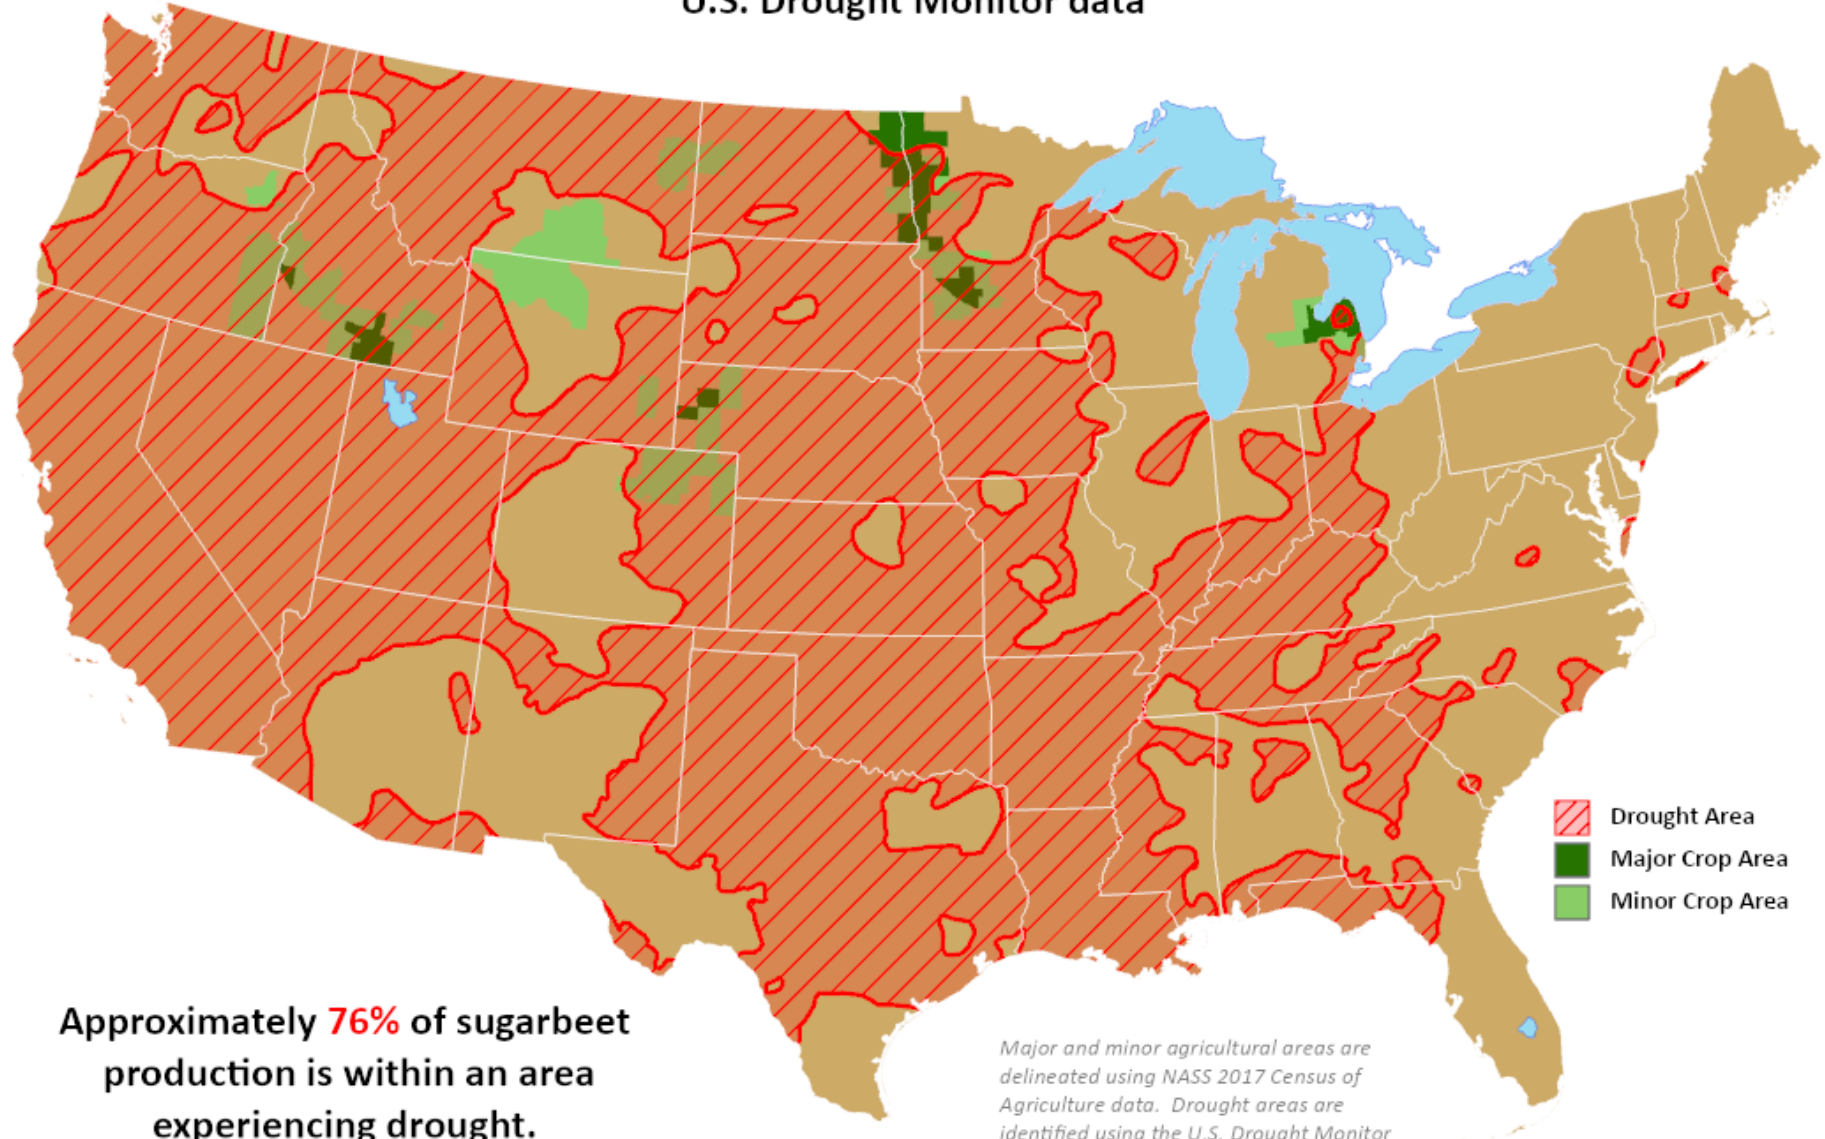 U.S. Drought Monitor data
Drought Area
Major Crop Area
Minor Crop Area
Approximately 76% of sugarbeet
production is within an area
experiencing drought.
Major and minor agricultural areas are
delineated using NASS 2017 Census of
Agriculture data. Drought areas are
identified using the U.S. Drought Monitor